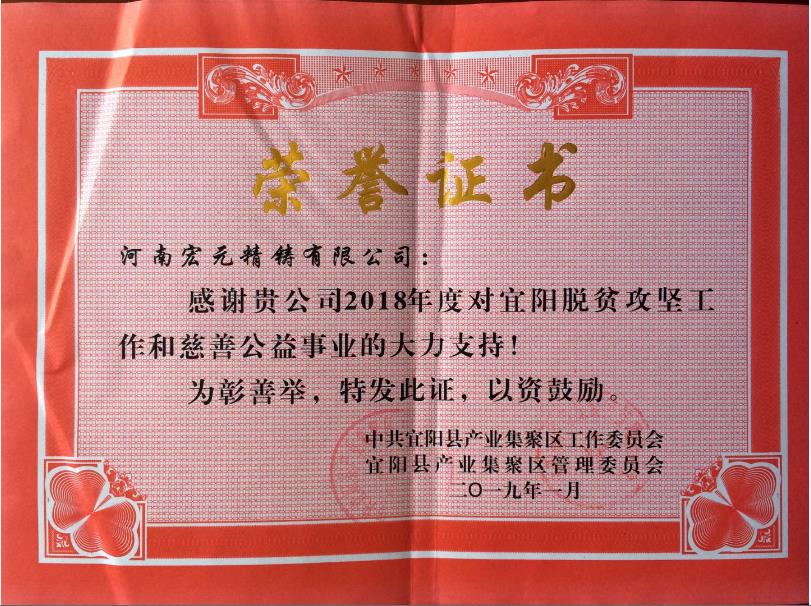 荣誉证书
河南宏元精铸有限公司：
感谢贵公司2018年度对宜阳脱贫攻坚工
作和慈善公益事业的大力支持！
为彰善举，特发此证，以资鼓励。
中共宜阳县产业集聚区工作委员会
宜阳县产业集聚区管理委员会
二〇一九年一月